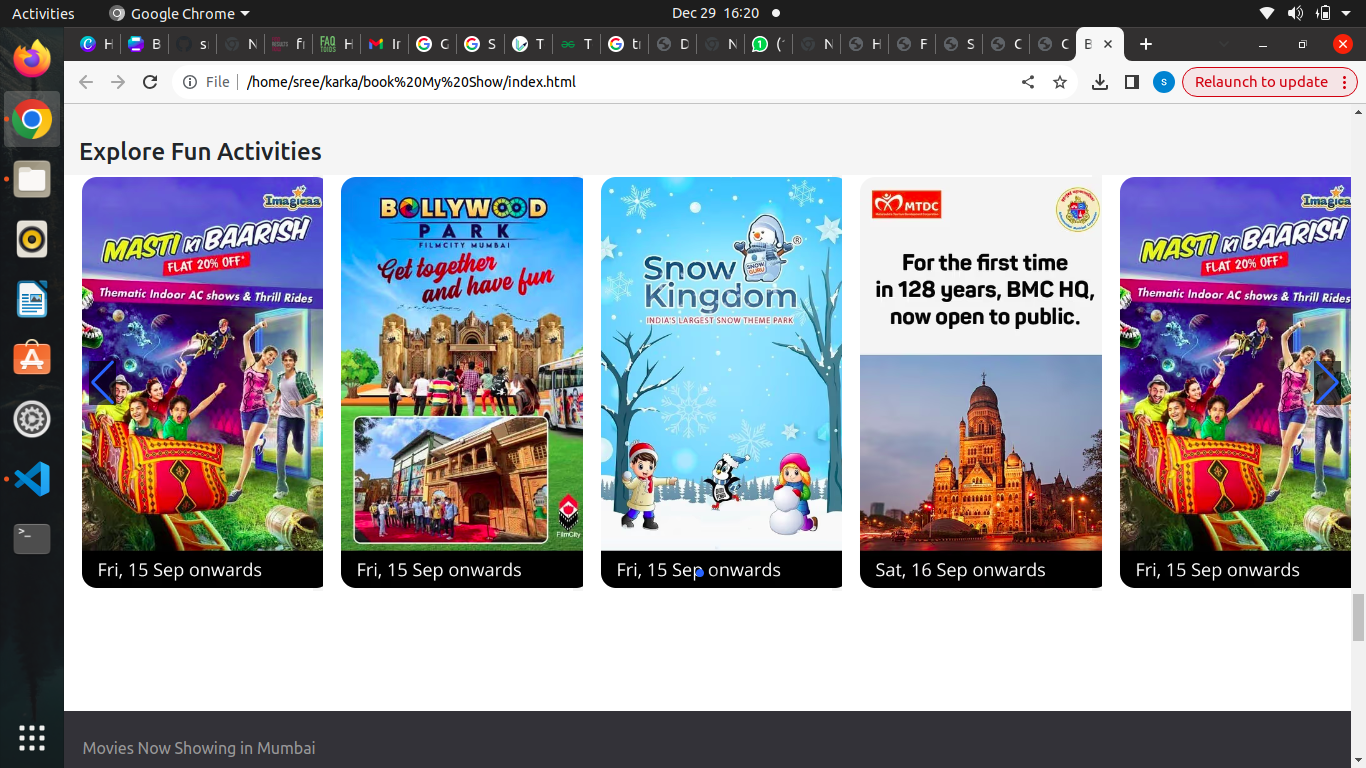 Activities
Google Chrome
Dec 29 16:20
(
B
File
/home/sree/karka/book%20My%20Show/index.html
s
Relaunch to update
Explore Fun Activities
Imagicaa
MASTI KI BAARISH
FLAT 20% OFF*
Thematic Indoor AC shows & Thrill Rides
Fri, 15 Sep onwards
BOLLYWOOD
PARK
FILMCITY MUMBAI
Get together
and have fun
FilmCity
Fri, 15 Sep onwards
SNOW
GURU
®
Snow
Kingdom
INDIA'S LARGEST SNOW THEME PARK
Fri, 15 Sep onwards
MTDC
For the first time
in 128 years, BMC HQ,
now open to public.
Sat, 16 Sep onwards
Imagica
MASTI KI BAARISH
FLAT 20% OFF*
Thematic Indoor AC shows & Thrill Rides
Fri, 15 Sep onwards
Movies Now Showing in Mumbai